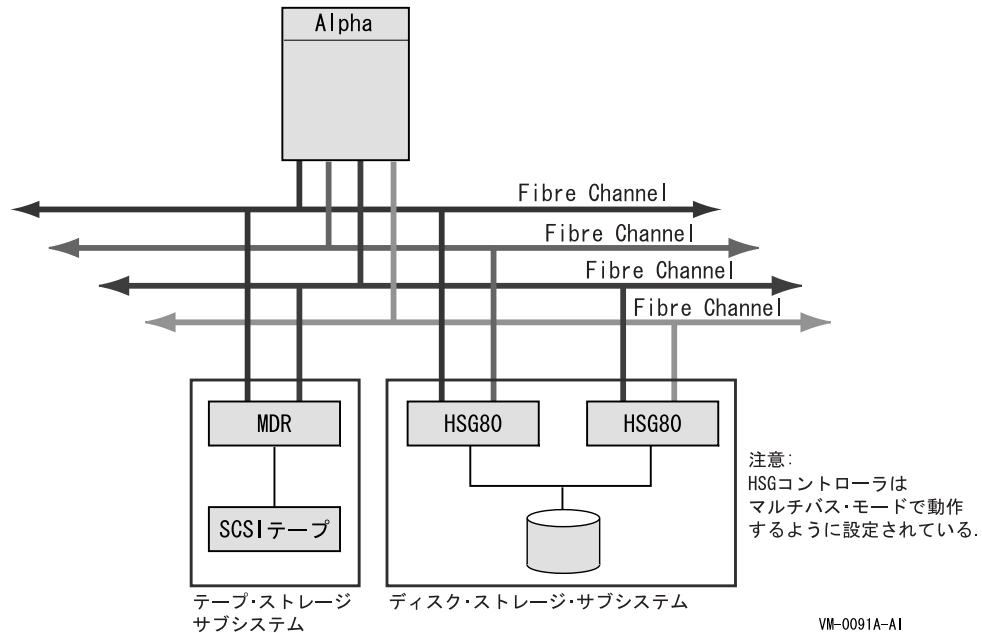 Alpha
Fibre Channel
Fibre Channel
Fibre Channel
Fibre Channel
MDR
HSG80
HSG80
SCSIテープ
注意:
HSGコントローラは
マルチバス・モードで動作
するように設定されている.
テープ・ストレージ
サブシステム
ディスク・ストレージ・サブシステム
VM-0091A-AI